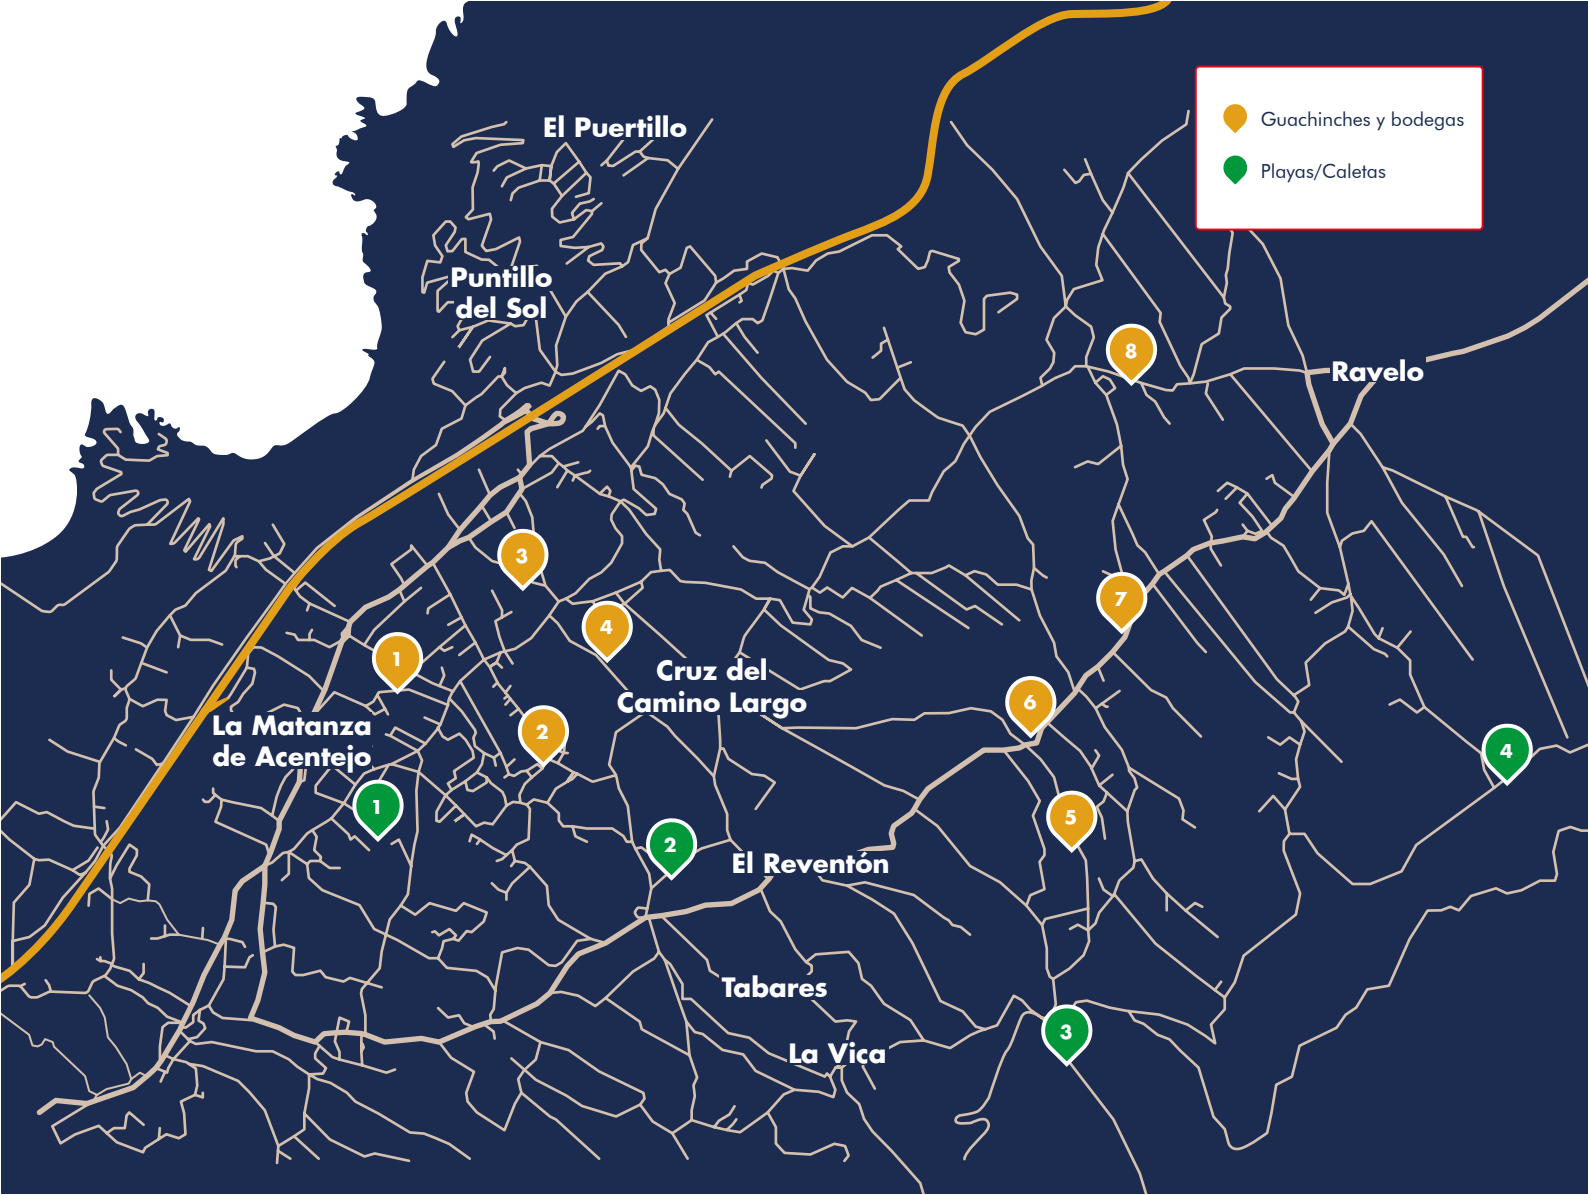 El Puertillo
Guachinches y bodegas
Playas/Caletas
Puntillo
del Sol
8
Ravelo
3
7
4
1
Cruz del
Camino Largo
6
La Matanza
de Acentejo
2
4
1
5
2
El Reventón
Tabares
3
La Vica